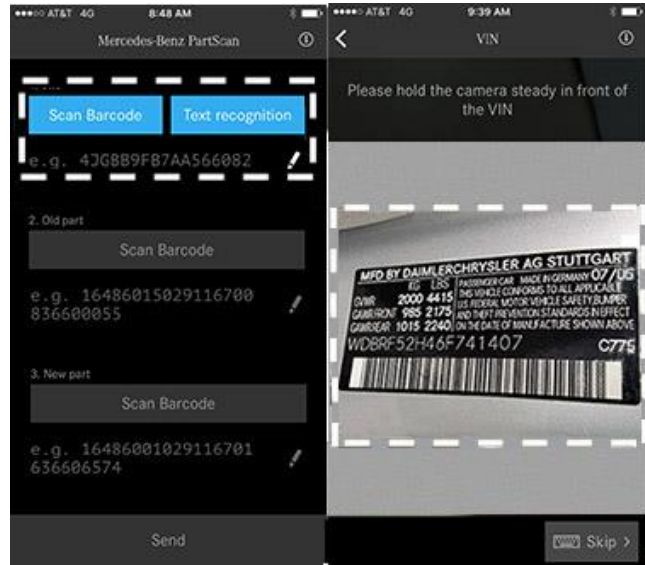 AT&T 4G 8:48 AM
Mercedes-Benz PartScan
Scan Barcode Text recognition
e.g. 4JGBB9FB7AA566082
2. Old part
Scan Barcode
e.g. 16486015029116700
836600055
3. New part
Scan Barcode
e.g. 16486001029116701
636606574
Send
AT&T 4G 9:39 AM
VIN
Please hold the camera steady in front of
the VIN
MFD BY DAIMLERCHRYSLER AG STUTTGART
KG LBS PASSENGER CAR MADE IN GERMANY 07/05
GVWR 2000 4415 THIS VEHICLE CONFORMS TO ALL APPLICABLE
GAWR FRONT 985 2175 U.S. FEDERAL MOTOR VEHICLE SAFETY, BUMPER
GAWR REAR 1015 2240 AND THEFT PREVENTION STANDARDS IN EFFECT
ON THE DATE OF MANUFACTURE SHOWN ABOVE
WDBRF52H46F741407 C775
Skip >